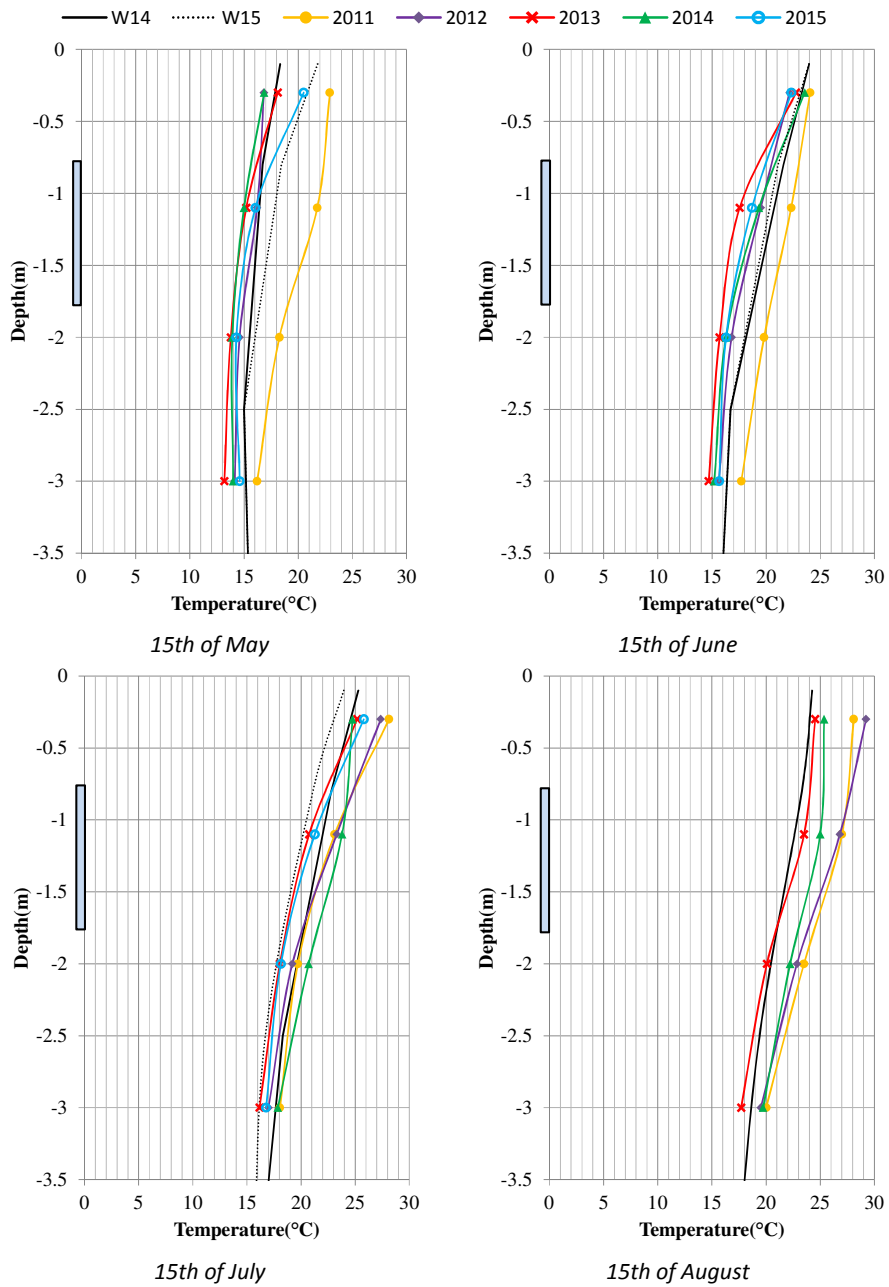 W14 W15 2011 2012 2013 2014 2015
0
-0.5
-1
-1.5
-2
-2.5
-3
-3.5
Depth(m)
0 5 10 15 20 25 30
Temperature(°C)
15th of May
0
-0.5
-1
-1.5
-2
-2.5
-3
-3.5
Depth(m)
0 5 10 15 20 25 30
Temperature(°C)
15th of June
0
-0.5
-1
-1.5
-2
-2.5
-3
-3.5
Depth(m)
0 5 10 15 20 25 30
Temperature(°C)
15th of July
0
-0.5
-1
-1.5
-2
-2.5
-3
-3.5
Depth(m)
0 5 10 15 20 25 30
Temperature(°C)
15th of August